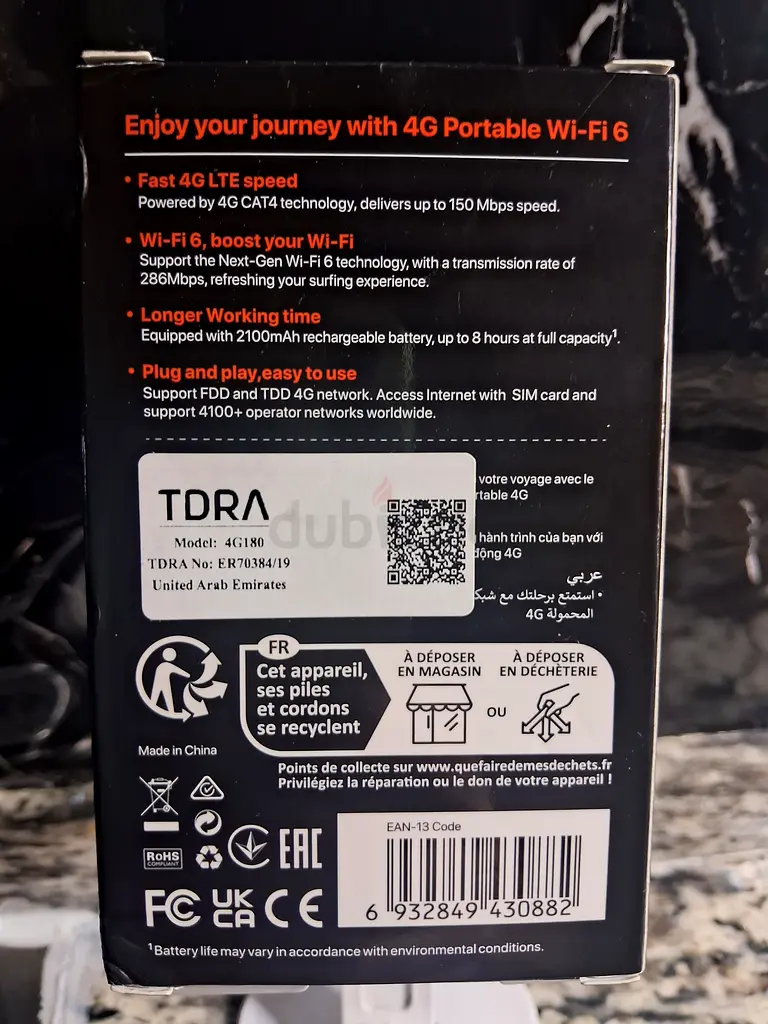 Enjoy your journey with 4G Portable Wi-Fi 6
• Fast 4G LTE speed
Powered by 4G CAT4 technology, delivers up to 150 Mbps speed.
• Wi-Fi 6, boost your Wi-Fi
Support the Next-Gen Wi-Fi 6 technology, with a transmission rate of
286Mbps, refreshing your surfing experience.
• Longer Working time
Equipped with 2100mAh rechargeable battery, up to 8 hours at full capacity¹.
• Plug and play,easy to use
Support FDD and TDD 4G network. Access Internet with SIM card and
support 4100+ operator networks worldwide.
TDRA
Model: 4G180
TDRA No: ER70384/19
United Arab Emirates
votre voyage avec le
4G
hành trình của bạn với
động 4G
عربي
• استمتع برحلتك مع
المحمولة 4G
FR
Cet appareil,
ses piles
et cordons
se recyclent
À DÉPOSER
EN MAGASIN
OU
À DÉPOSER
EN DÉCHÈTERIE
Points de collecte sur www.quefairedemesdechets.fr
Privilégiez la réparation ou le don de votre appareil !
Made in China
RoHS
COMPLIANT
EAC
FC
UK
CA
CE
EAN-13 Code
6 932849 430882
¹Battery life may vary in accordance with environmental conditions.